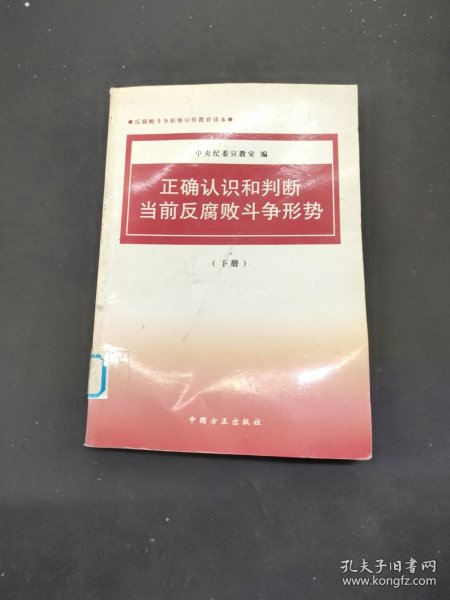 ●反腐败斗争形势宣传教育读本●
中央纪委宣教室 编
正确认识和判断
当前反腐败斗争形势
（下册）
中国方正出版社
孔夫子旧书网
www.kongfz.com